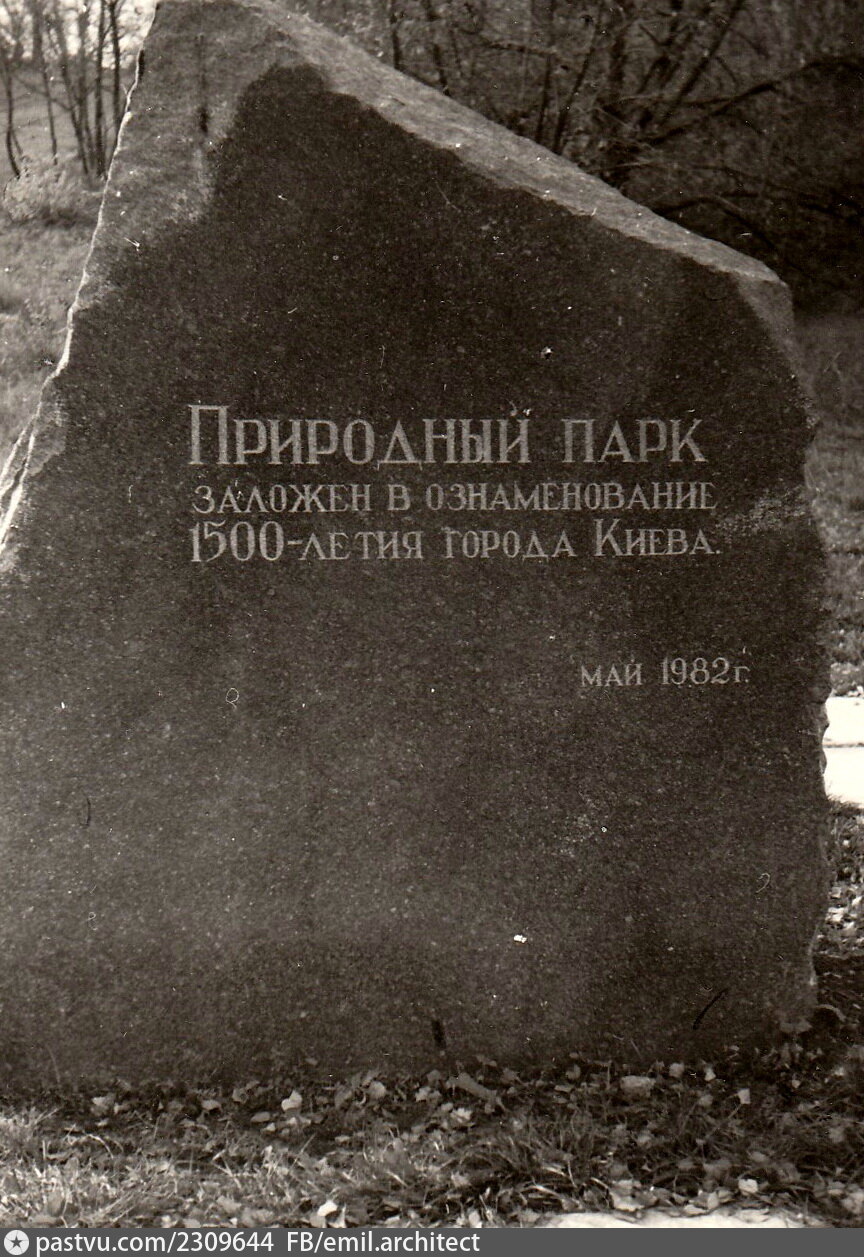 Природный парк
заложен в ознаменование
1500-летия города Киева.
май 1982г.
pastvu.com/2309644 FB/emil.architect